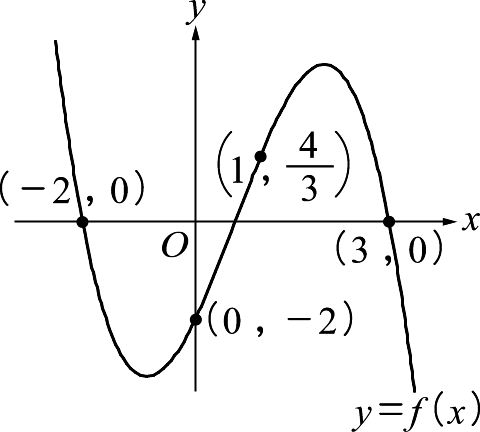 y
(1, 4/3)
(−2, 0)
O
x
(3, 0)
(0, −2)
y=f(x)